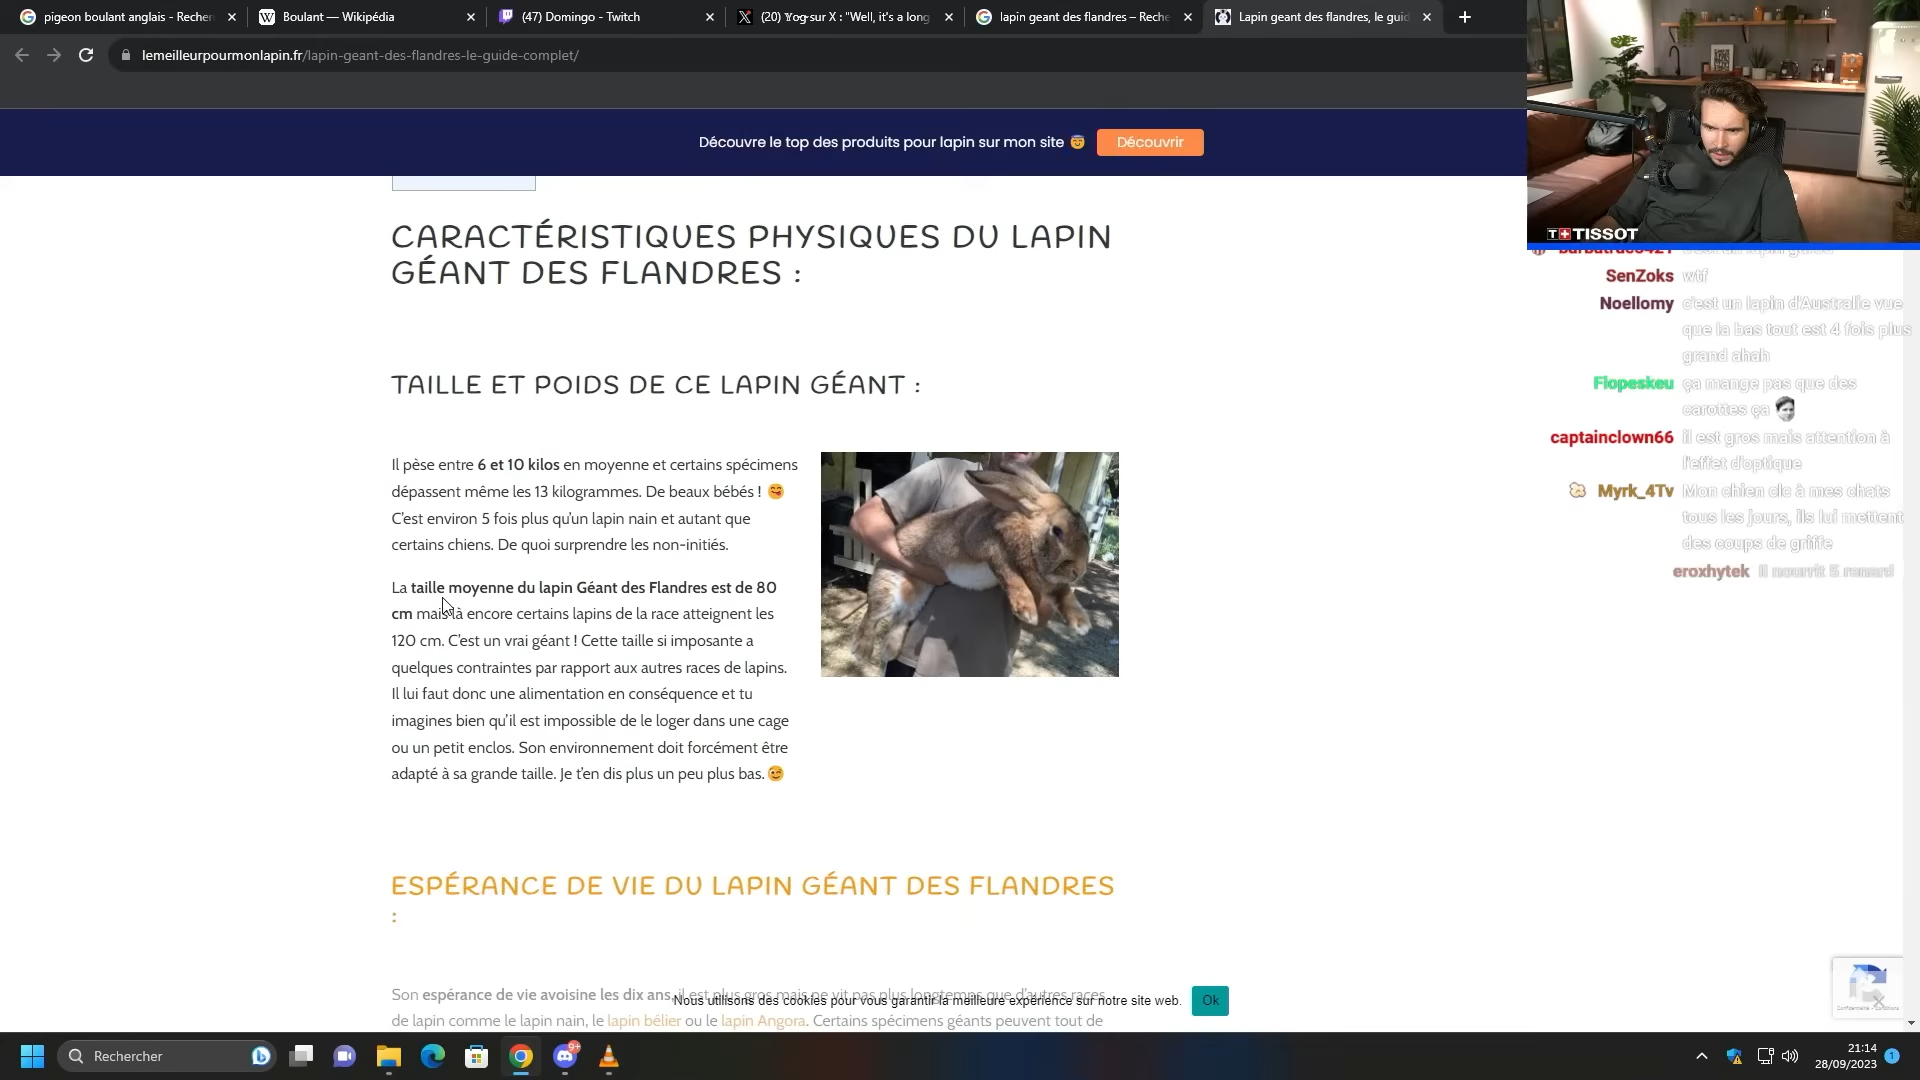 pigeon boulant anglais - Recher
Boulant — Wikipédia
(47) Domingo - Twitch
(20) Yog sur X : "Well, it's a long
lapin geant des flandres – Reche
Lapin geant des flandres, le guid
lemeilleurpourmonlapin.fr/lapin-geant-des-flandres-le-guide-complet/
Découvre le top des produits pour lapin sur mon site 😇 Découvrir
TISSOT
CARACTÉRISTIQUES PHYSIQUES DU LAPIN
GÉANT DES FLANDRES :
TAILLE ET POIDS DE CE LAPIN GÉANT :
Il pèse entre 6 et 10 kilos en moyenne et certains spécimens
dépassent même les 13 kilogrammes. De beaux bébés ! 😋
C'est environ 5 fois plus qu'un lapin nain et autant que
certains chiens. De quoi surprendre les non-initiés.
La taille moyenne du lapin Géant des Flandres est de 80
cm mais là encore certains lapins de la race atteignent les
120 cm. C'est un vrai géant ! Cette taille si imposante a
quelques contraintes par rapport aux autres races de lapins.
Il lui faut donc une alimentation en conséquence et tu
imagines bien qu'il est impossible de le loger dans une cage
ou un petit enclos. Son environnement doit forcément être
adapté à sa grande taille. Je t'en dis plus un peu plus bas. 😉
ESPÉRANCE DE VIE DU LAPIN GÉANT DES FLANDRES
:
Son espérance de vie avoisine les dix ans, il est plus gros mais ne vit pas plus longtemps que d'autres races
de lapin comme le lapin nain, le lapin bélier ou le lapin Angora. Certains spécimens géants peuvent tout de
Nous utilisons des cookies pour vous garantir la meilleure expérience sur notre site web. Ok
SenZoks wtf
Noellomy c'est un lapin d'Australie vue
que la bas tout est 4 fois plus
grand ahah
Flopeskeu ça mange pas que des
carottes ça
captainclown66 il est gros mais attention à
l'effet d'optique
Myrk_4Tv Mon chien clc à mes chats
tous les jours, ils lui mettent
des coups de griffe
eroxhytek Il nourrit 5 renard
Rechercher
9+
21:14
28/09/2023
1